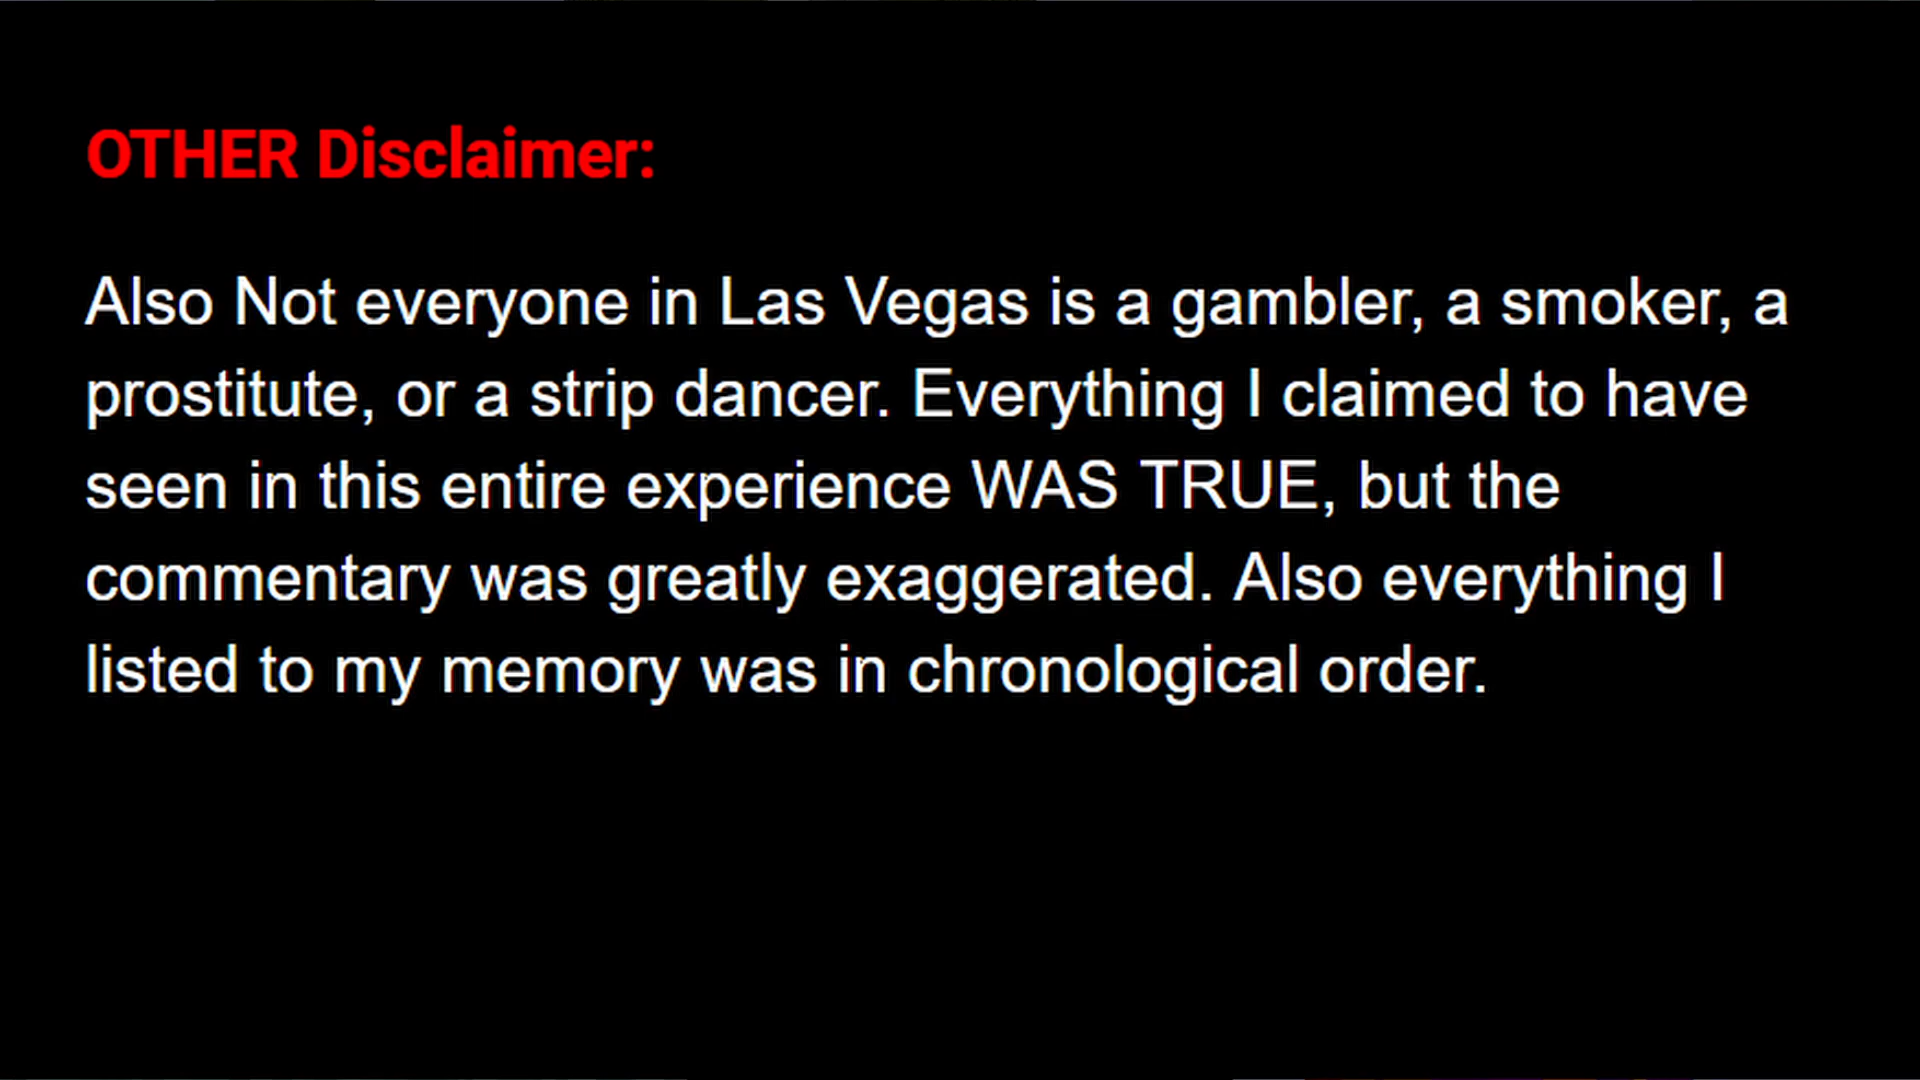 OTHER Disclaimer:
Also Not everyone in Las Vegas is a gambler, a smoker, a
prostitute, or a strip dancer. Everything I claimed to have
seen in this entire experience WAS TRUE, but the
commentary was greatly exaggerated. Also everything I
listed to my memory was in chronological order.